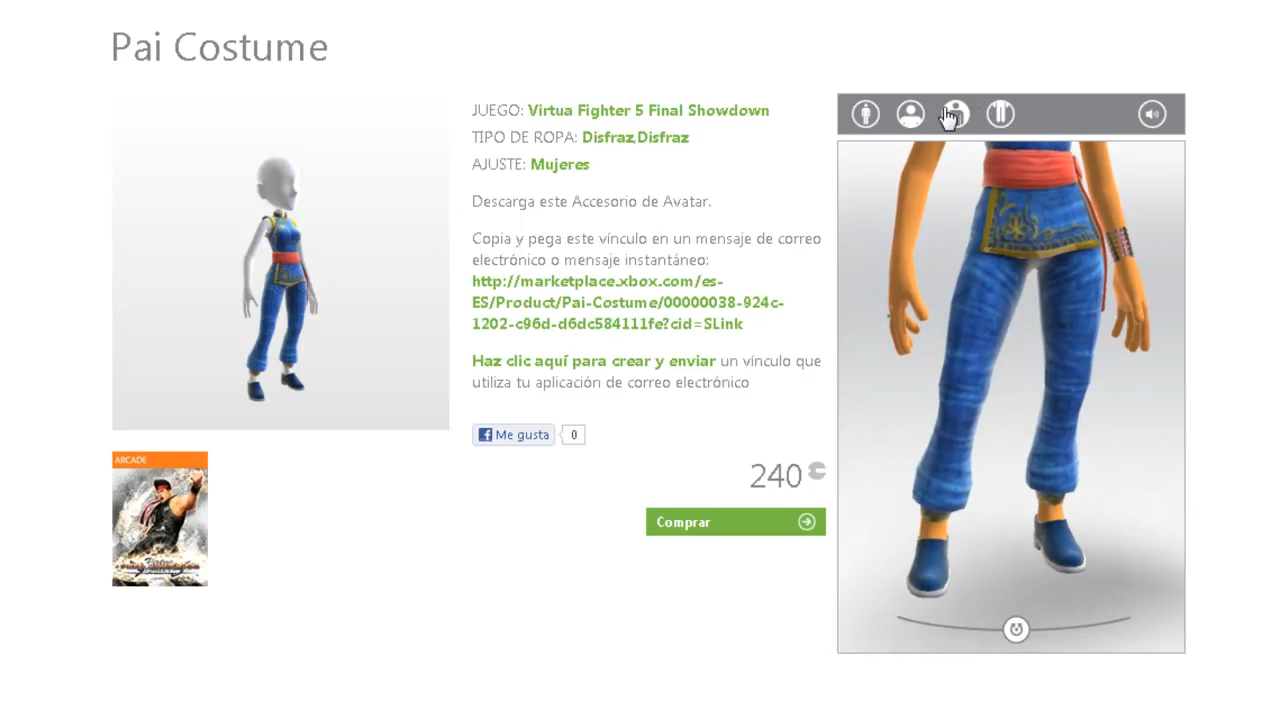 Pai Costume
JUEGO: Virtua Fighter 5 Final Showdown
TIPO DE ROPA: Disfraz,Disfraz
AJUSTE: Mujeres
Descarga este Accesorio de Avatar.
Copia y pega este vínculo en un mensaje de correo
electrónico o mensaje instantáneo:
http://marketplace.xbox.com/es-
ES/Product/Pai-Costume/00000038-924c-
1202-c96d-d6dc584111fe?cid=SLink
Haz clic aquí para crear y enviar un vínculo que
utiliza tu aplicación de correo electrónico
Me gusta 0
240
Comprar
ARCADE